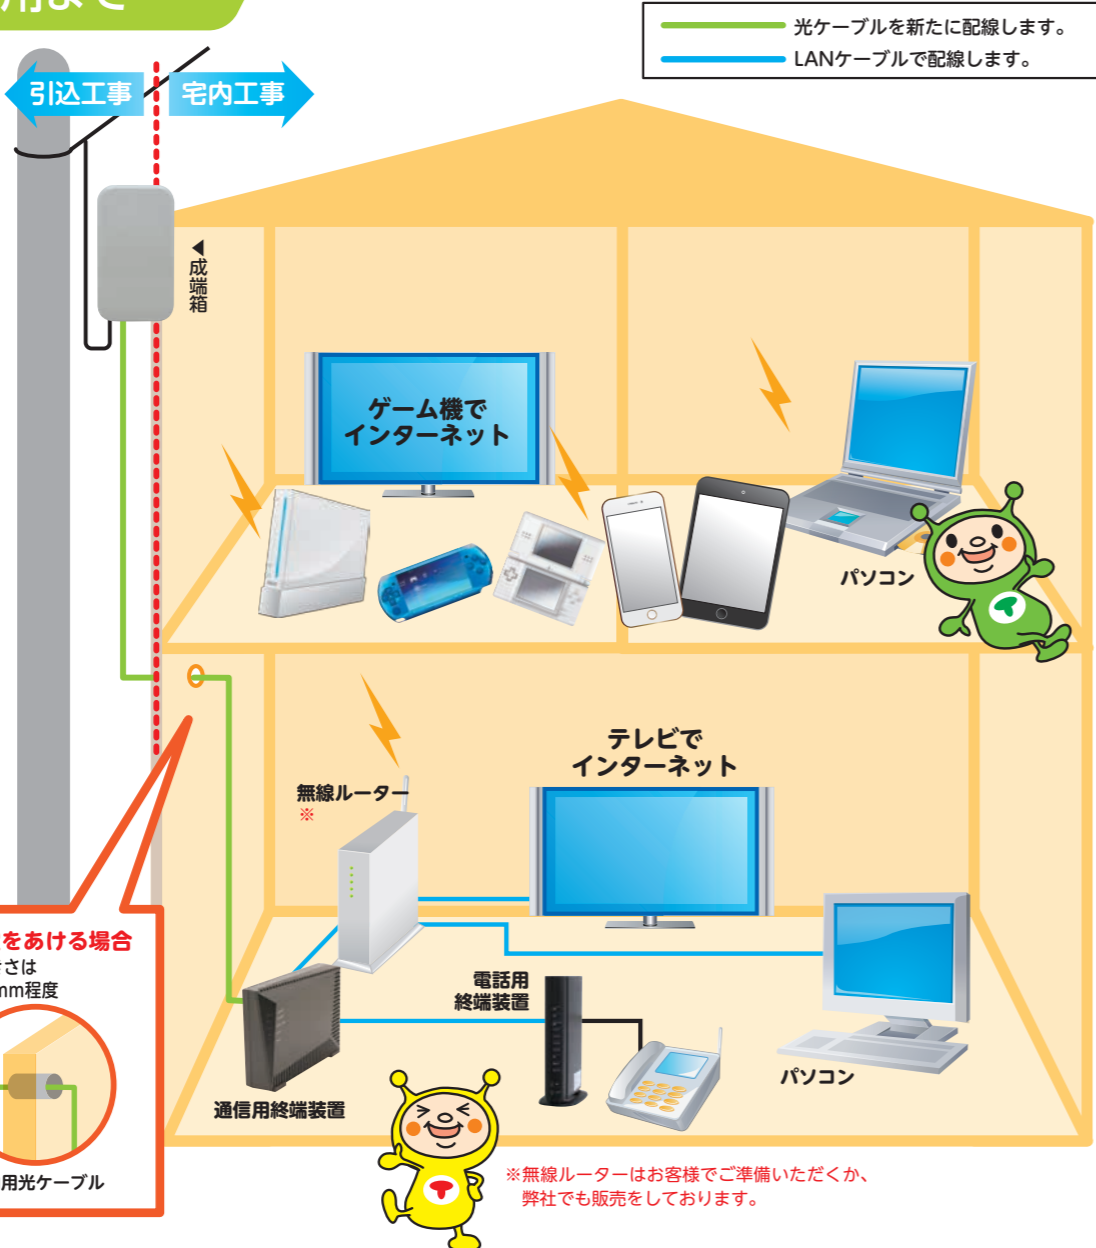 用まで
光ケーブルを新たに配線します。
LANケーブルで配線します。
引込工事
宅内工事
◀成端箱
ゲーム機で
インターネット
パソコン
テレビで
インターネット
無線ルーター
※
電話用
終端装置
パソコン
通信用終端装置
をあける場合
きさは
mm程度
用光ケーブル
※無線ルーターはお客様でご準備いただくか、
弊社でも販売をしております。